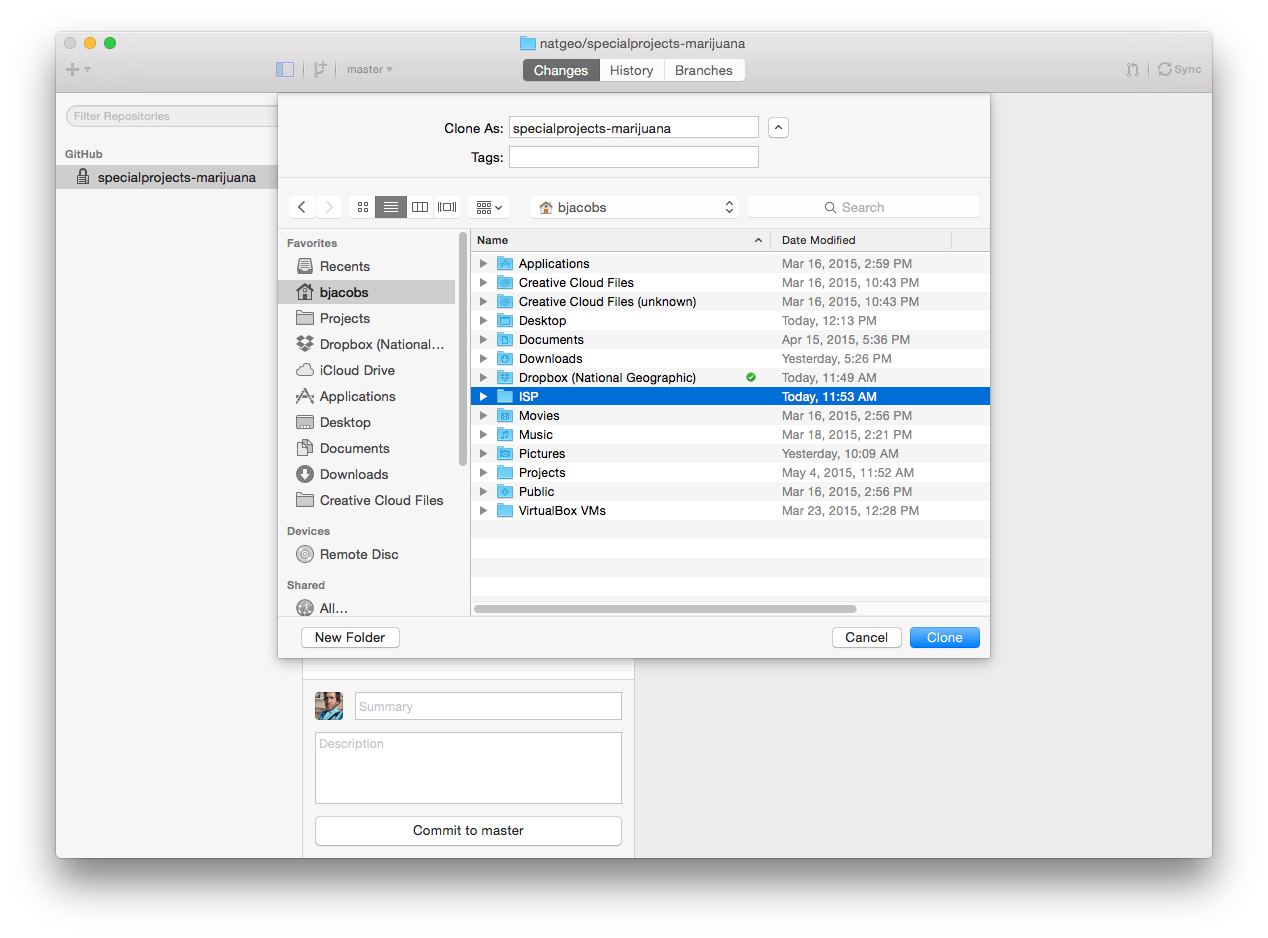 natgeo/specialprojects-marijuana
master
Changes History Branches
Sync
Filter Repositories
GitHub
specialprojects-marijuana
Clone As: specialprojects-marijuana
Tags:
bjacobs
Search
Favorites
Recents
bjacobs
Projects
Dropbox (National...
iCloud Drive
Applications
Desktop
Documents
Downloads
Creative Cloud Files
Devices
Remote Disc
Shared
All...
Name Date Modified
Applications Mar 16, 2015, 2:59 PM
Creative Cloud Files Mar 16, 2015, 10:43 PM
Creative Cloud Files (unknown) Mar 16, 2015, 10:43 PM
Desktop Today, 12:13 PM
Documents Apr 15, 2015, 5:36 PM
Downloads Yesterday, 5:26 PM
Dropbox (National Geographic) Today, 11:49 AM
ISP Today, 11:53 AM
Movies Mar 16, 2015, 2:56 PM
Music Mar 18, 2015, 2:21 PM
Pictures Yesterday, 10:09 AM
Projects May 4, 2015, 11:52 AM
Public Mar 16, 2015, 2:56 PM
VirtualBox VMs Mar 23, 2015, 12:28 PM
New Folder Cancel Clone
Summary
Description
Commit to master